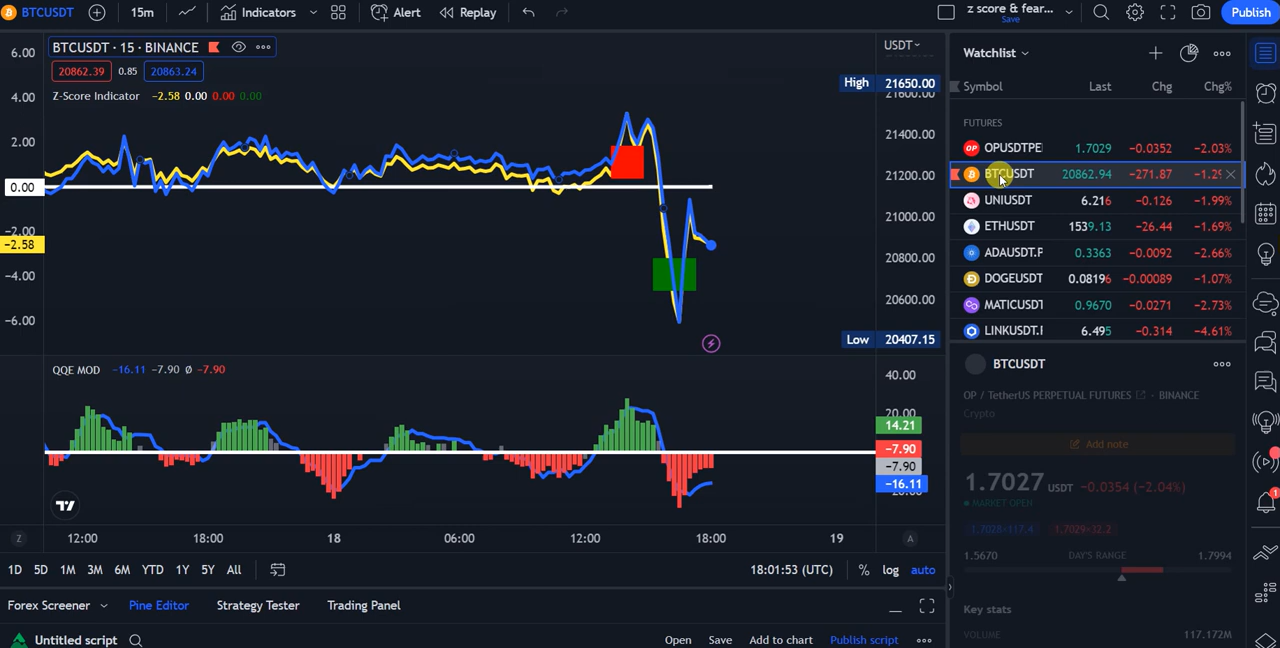 BTCUSDT 15m Indicators Alert Replay z score & fear... Save Publish
BTCUSDT · 15 · BINANCE
20862.39 0.85 20863.24
Z-Score Indicator −2.58 0.00 0.00 0.00
6.00
4.00
2.00
0.00
−2.00
−2.58
−4.00
−6.00
USDT
High 21650.00
21600.00
21400.00
21200.00
21000.00
20800.00
20600.00
Low 20407.15
QQE MOD −16.11 −7.90 Ø −7.90
40.00
20.00
14.21
−7.90
−7.90
−16.11
Z 12:00 18:00 18 06:00 12:00 18:00 19 A
1D 5D 1M 3M 6M YTD 1Y 5Y All 18:01:53 (UTC) % log auto
Forex Screener Pine Editor Strategy Tester Trading Panel
Untitled script Open Save Add to chart Publish script
Watchlist
Symbol Last Chg Chg%
FUTURES
OP OPUSDTPE 1.7029 −0.0352 −2.03%
BTCUSDT 20862.94 −271.87 −1.29
UNIUSDT 6.216 −0.126 −1.99%
ETHUSDT 1539.13 −26.44 −1.69%
ADAUSDT.F 0.3363 −0.0092 −2.66%
DOGEUSDT 0.08196 −0.00089 −1.07%
MATICUSDT 0.9670 −0.0271 −2.73%
LINKUSDT.F 6.495 −0.314 −4.61%
BTCUSDT
OP / TetherUS PERPETUAL FUTURES · BINANCE
Crypto
Add note
1.7027 USDT −0.0354 (−2.04%)
MARKET OPEN
1.7028×117.4 1.7029×32.2
1.5670 DAY'S RANGE 1.7994
Key stats
VOLUME 117.172M
1